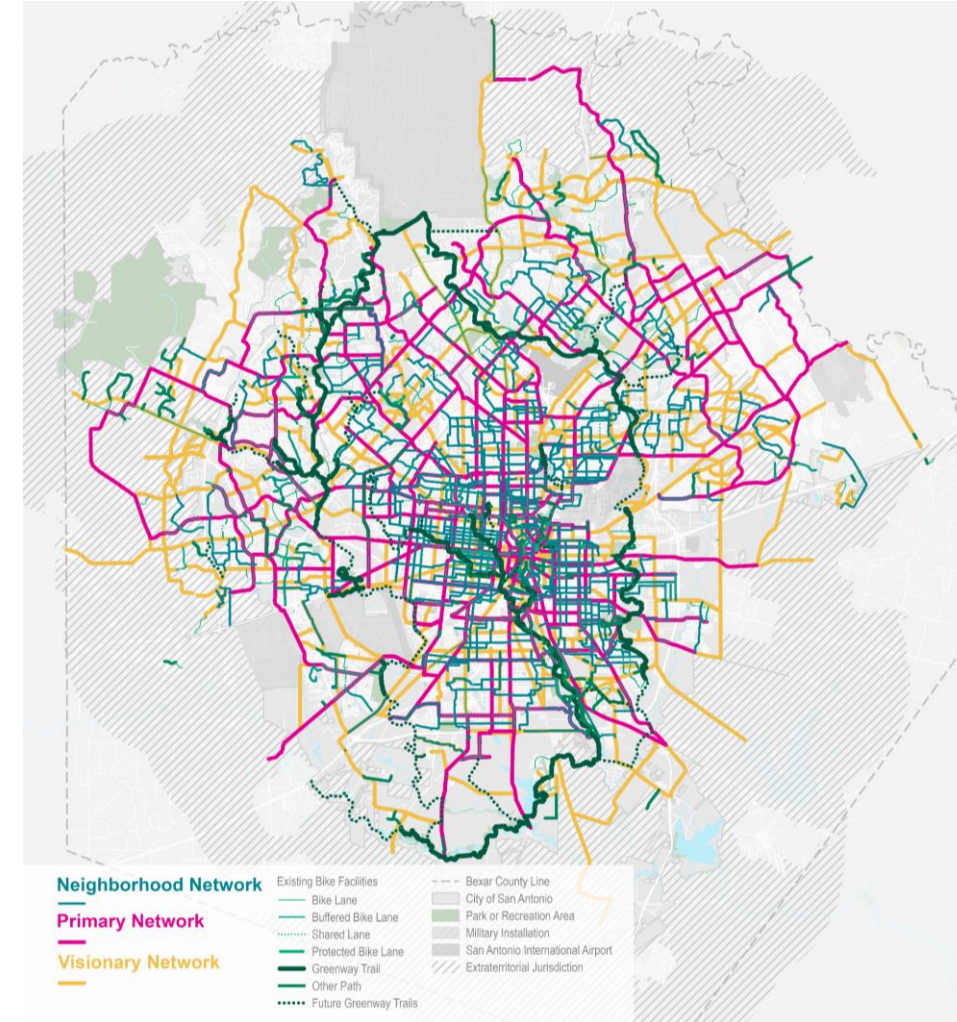 Neighborhood Network
Primary Network
Visionary Network
Existing Bike Facilities
Bike Lane
Buffered Bike Lane
Shared Lane
Protected Bike Lane
Greenway Trail
Other Path
Future Greenway Trails
Bexar County Line
City of San Antonio
Park or Recreation Area
Military Installation
San Antonio International Airport
Extraterritorial Jurisdiction